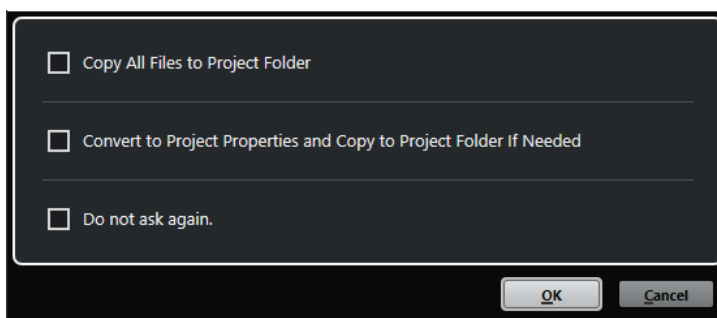 Copy All Files to Project Folder
Convert to Project Properties and Copy to Project Folder If Needed
Do not ask again.
OK
Cancel